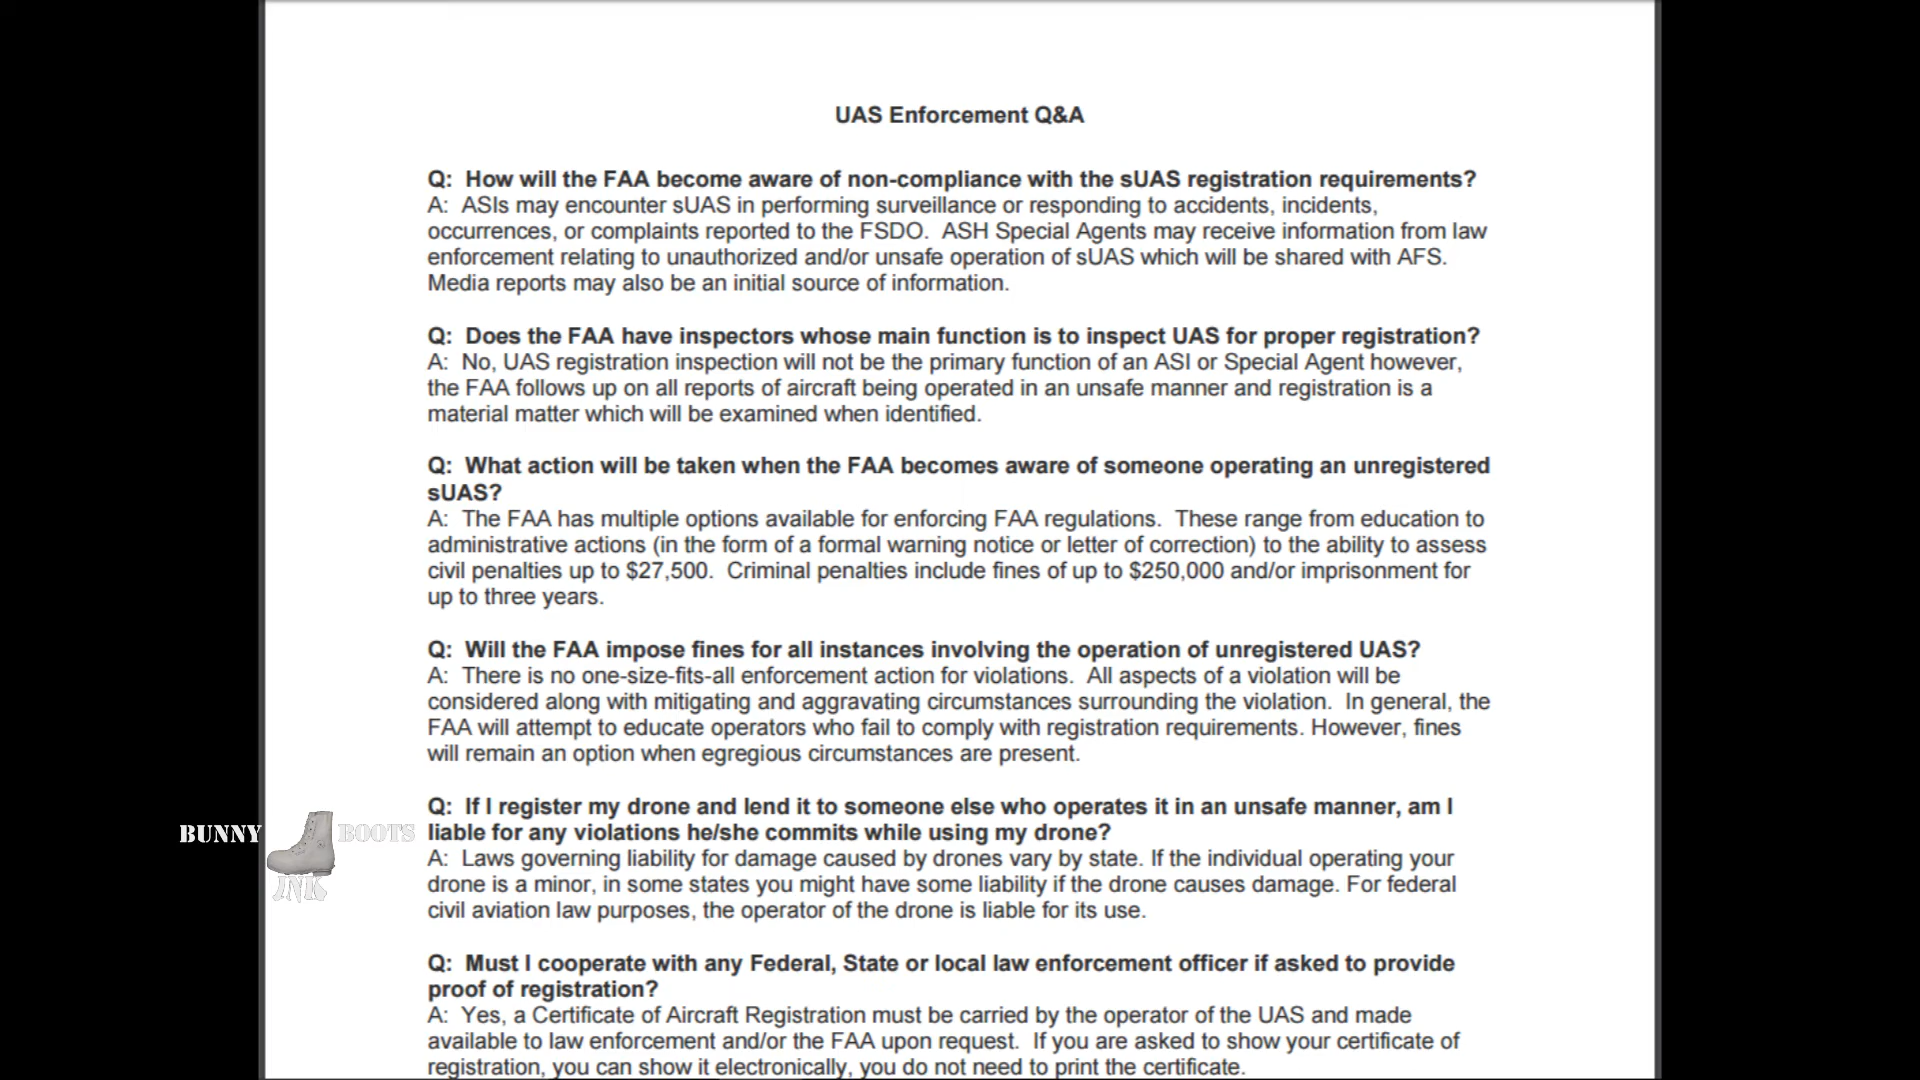 UAS Enforcement Q&A
Q: How will the FAA become aware of non-compliance with the sUAS registration requirements?
A: ASIs may encounter sUAS in performing surveillance or responding to accidents, incidents,
occurrences, or complaints reported to the FSDO. ASH Special Agents may receive information from law
enforcement relating to unauthorized and/or unsafe operation of sUAS which will be shared with AFS.
Media reports may also be an initial source of information.
Q: Does the FAA have inspectors whose main function is to inspect UAS for proper registration?
A: No, UAS registration inspection will not be the primary function of an ASI or Special Agent however,
the FAA follows up on all reports of aircraft being operated in an unsafe manner and registration is a
material matter which will be examined when identified.
Q: What action will be taken when the FAA becomes aware of someone operating an unregistered
sUAS?
A: The FAA has multiple options available for enforcing FAA regulations. These range from education to
administrative actions (in the form of a formal warning notice or letter of correction) to the ability to assess
civil penalties up to $27,500. Criminal penalties include fines of up to $250,000 and/or imprisonment for
up to three years.
Q: Will the FAA impose fines for all instances involving the operation of unregistered UAS?
A: There is no one-size-fits-all enforcement action for violations. All aspects of a violation will be
considered along with mitigating and aggravating circumstances surrounding the violation. In general, the
FAA will attempt to educate operators who fail to comply with registration requirements. However, fines
will remain an option when egregious circumstances are present.
Q: If I register my drone and lend it to someone else who operates it in an unsafe manner, am I
liable for any violations he/she commits while using my drone?
A: Laws governing liability for damage caused by drones vary by state. If the individual operating your
drone is a minor, in some states you might have some liability if the drone causes damage. For federal
civil aviation law purposes, the operator of the drone is liable for its use.
Q: Must I cooperate with any Federal, State or local law enforcement officer if asked to provide
proof of registration?
A: Yes, a Certificate of Aircraft Registration must be carried by the operator of the UAS and made
available to law enforcement and/or the FAA upon request. If you are asked to show your certificate of
registration, you can show it electronically, you do not need to print the certificate.
BUNNY BOOTS
INK